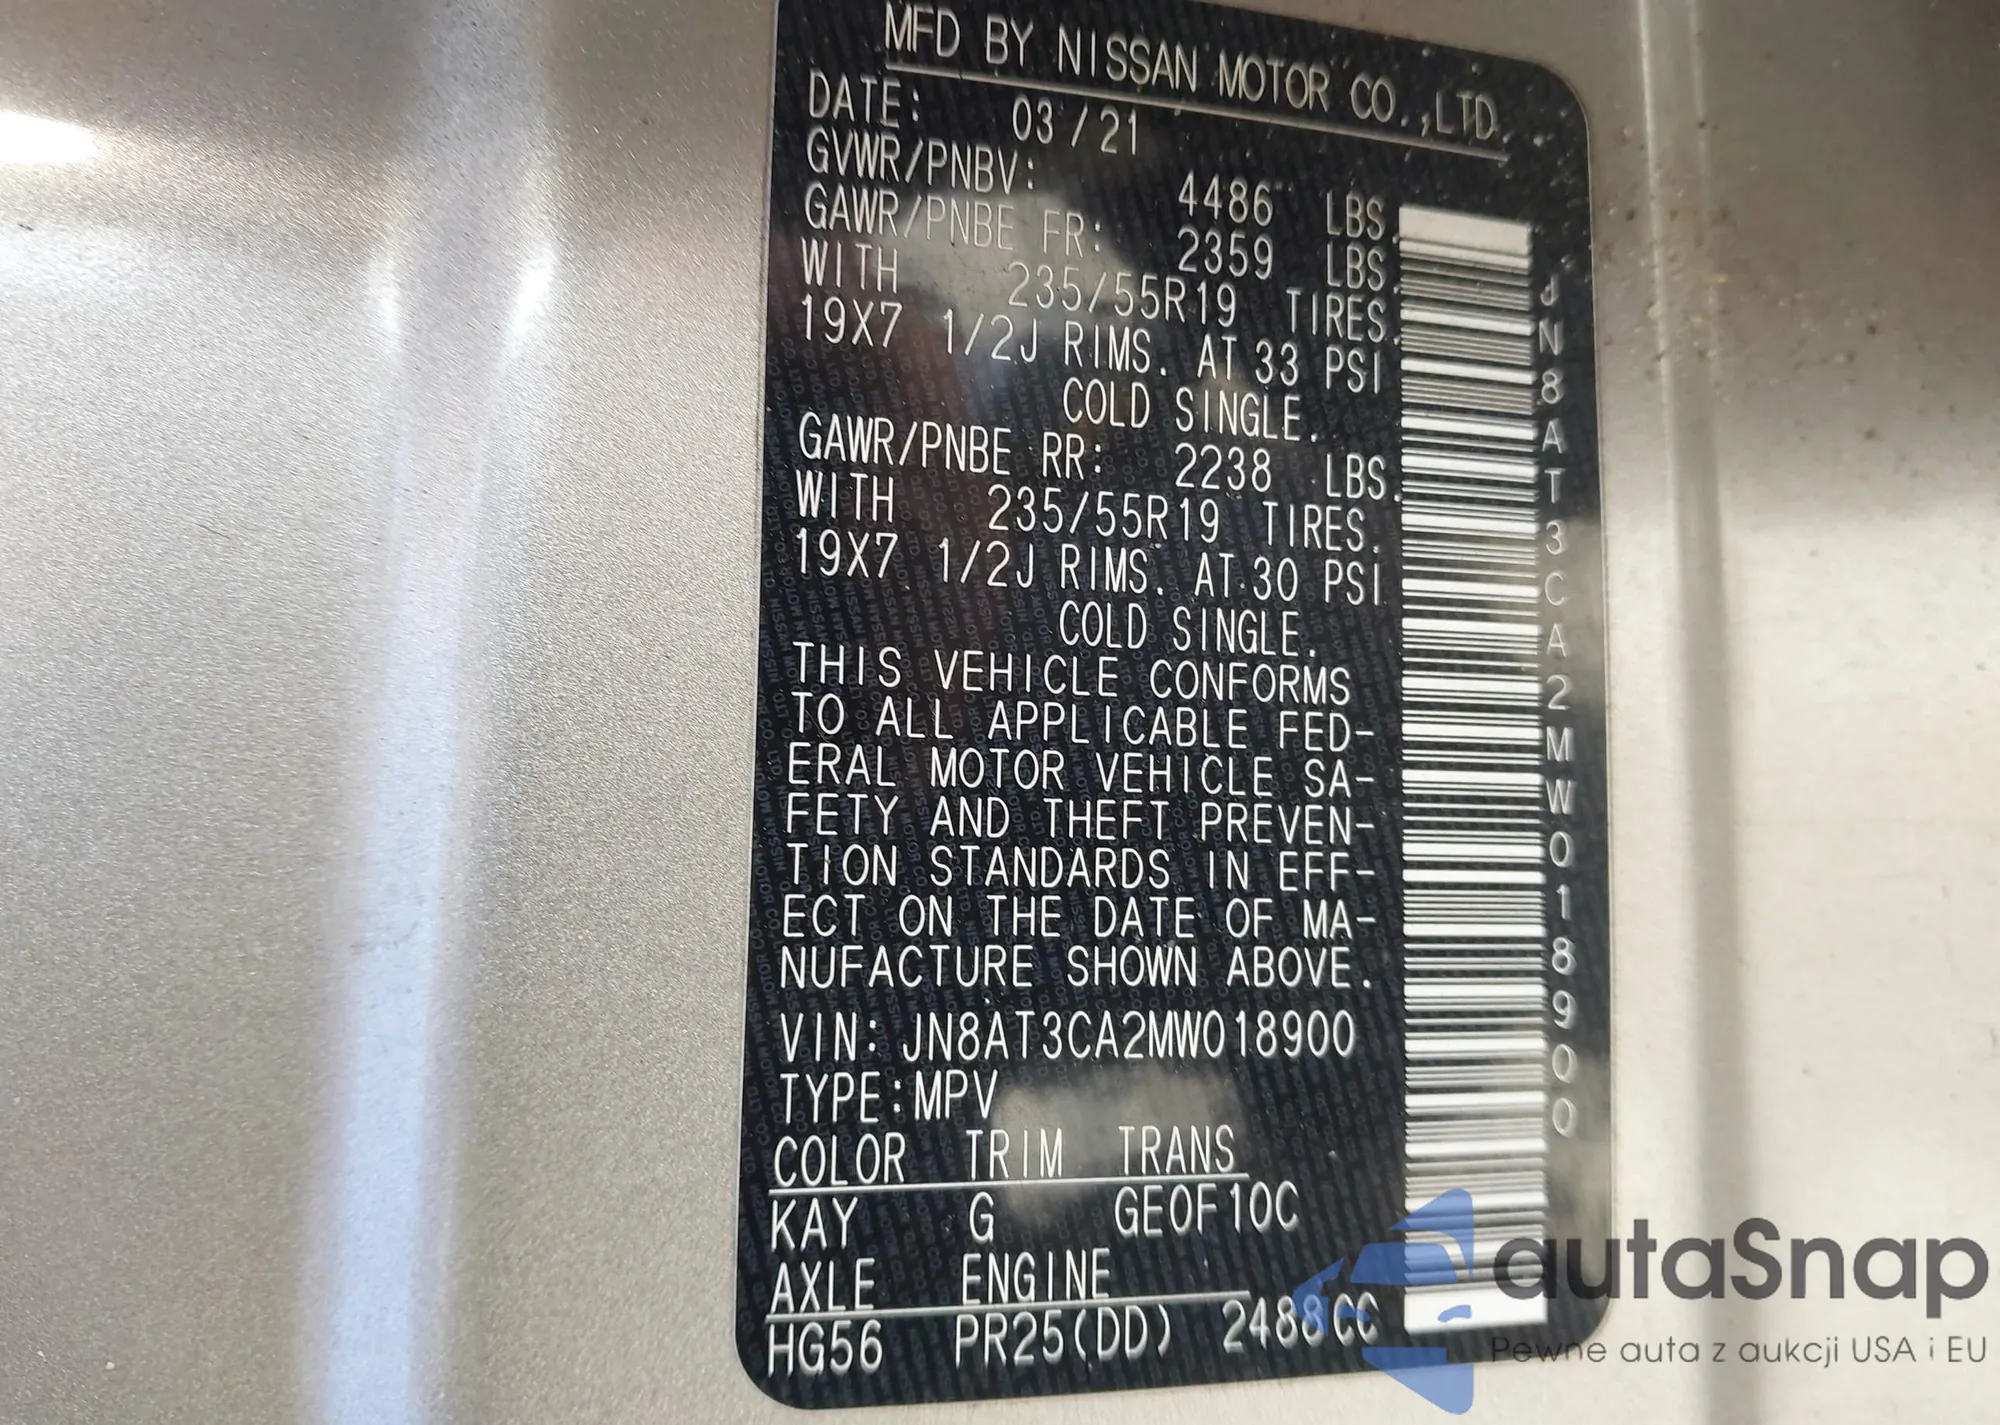 MFD BY NISSAN MOTOR CO.,LTD.
DATE: 03/21
GVWR/PNBV: 4486 LBS.
GAWR/PNBE FR: 2359 LBS.
WITH 235/55R19 TIRES.
19X7 1/2J RIMS. AT 33 PSI
COLD SINGLE.
GAWR/PNBE RR: 2238 LBS.
WITH 235/55R19 TIRES.
19X7 1/2J RIMS. AT 30 PSI
COLD SINGLE.
THIS VEHICLE CONFORMS
TO ALL APPLICABLE FED-
ERAL MOTOR VEHICLE SA-
FETY AND THEFT PREVEN-
TION STANDARDS IN EFF-
ECT ON THE DATE OF MA-
NUFACTURE SHOWN ABOVE.
VIN: JN8AT3CA2MW018900
TYPE:MPV
COLOR TRIM TRANS
KAY G GE0F10C
AXLE ENGINE
HG56 PR25(DD) 2488CC
JN8AT3CA2MW018900
autaSnap
Pewne auta z aukcji USA i EU